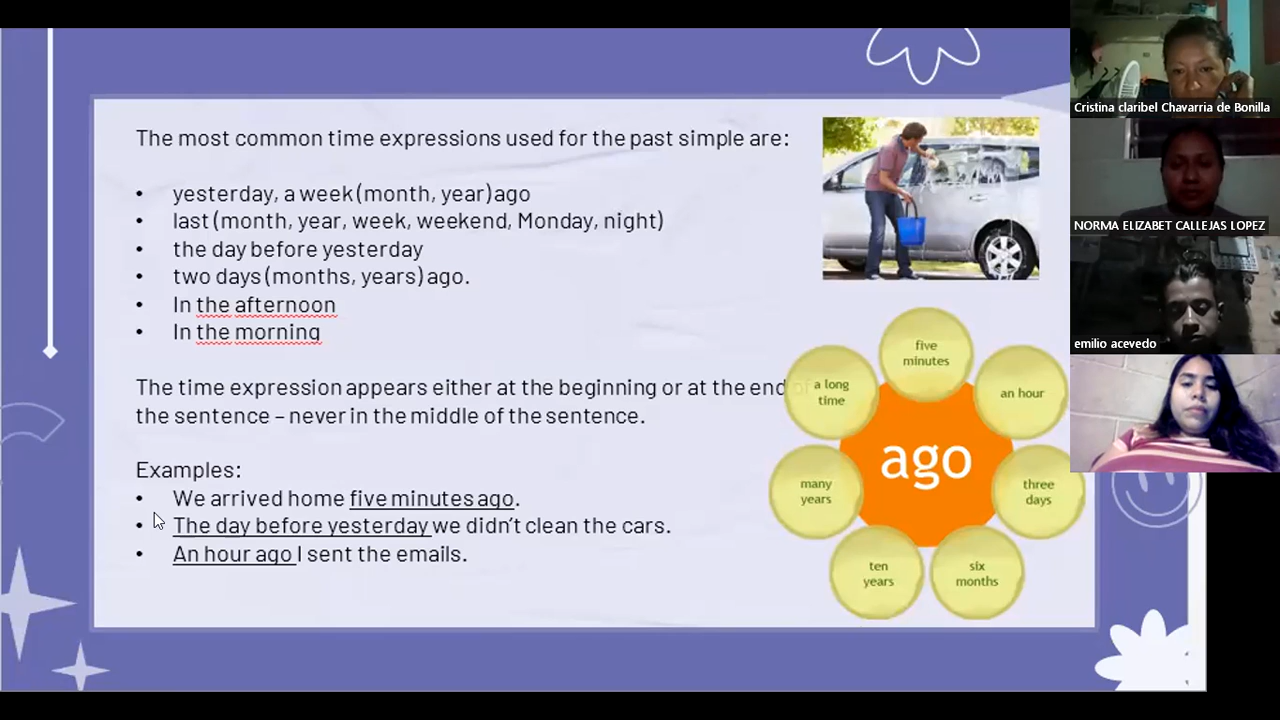 The most common time expressions used for the past simple are:
• yesterday, a week (month, year) ago
• last (month, year, week, weekend, Monday, night)
• the day before yesterday
• two days (months, years) ago.
• In the afternoon
• In the morning
The time expression appears either at the beginning or at the end of
the sentence – never in the middle of the sentence.
Examples:
• We arrived home five minutes ago.
• The day before yesterday we didn't clean the cars.
• An hour ago I sent the emails.
five
minutes
a long
time
an hour
ago
many
years
three
days
ten
years
six
months
Cristina claribel Chavarria de Bonilla
NORMA ELIZABET CALLEJAS LOPEZ
emilio acevedo